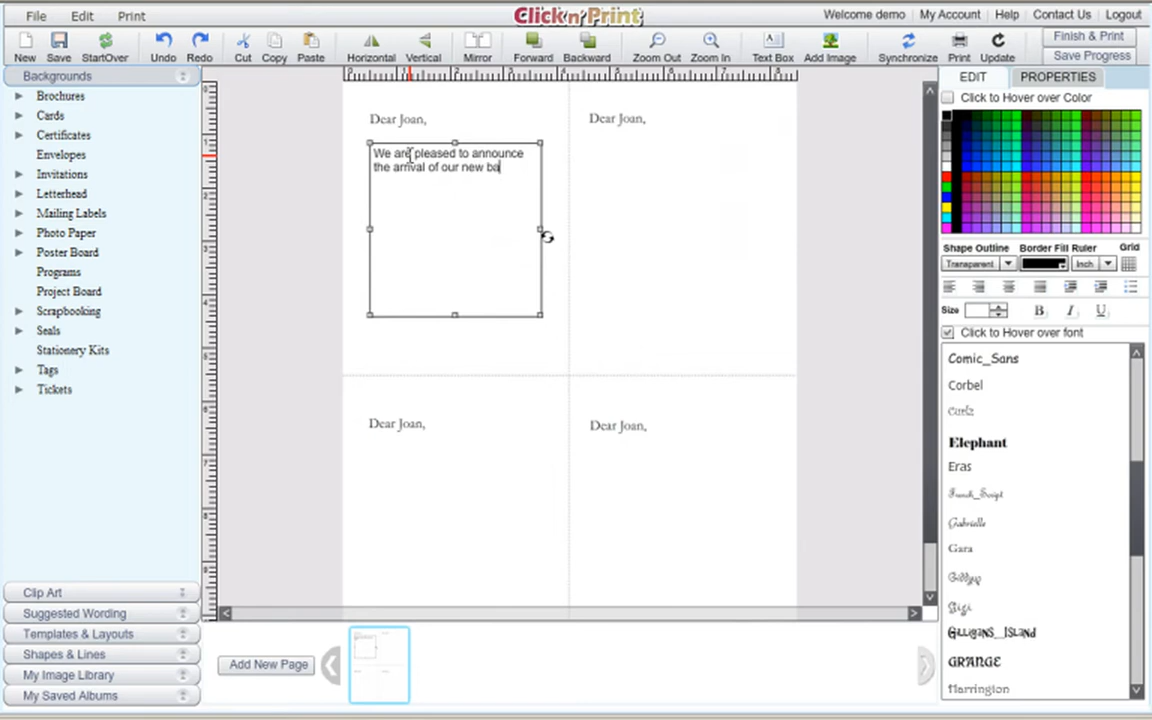 File Edit Print
Click'n'Print
Welcome demo My Account Help Contact Us Logout
New Save StartOver Undo Redo Cut Copy Paste Horizontal Vertical Mirror Forward Backward Zoom Out Zoom In Text Box Add Image Synchronize Print Update
Finish & Print
Save Progress
Backgrounds
Brochures
Cards
Certificates
Envelopes
Invitations
Letterhead
Mailing Labels
Photo Paper
Poster Board
Programs
Project Board
Scrapbooking
Seals
Stationery Kits
Tags
Tickets
Clip Art
Suggested Wording
Templates & Layouts
Shapes & Lines
My Image Library
My Saved Albums
Dear Joan,
We are pleased to announce
the arrival of our new ba
Dear Joan,
Dear Joan,
Dear Joan,
Add New Page
EDIT PROPERTIES
Click to Hover over Color
Shape Outline Border Fill Ruler Grid
Transparent Inch
Size B I U
Click to Hover over font
Comic_Sans
Corbel
Curlz
Elephant
Eras
French_Script
Gabrielle
Gara
Giddyup
Gigi
Gilligans_Island
Grange
Harrington